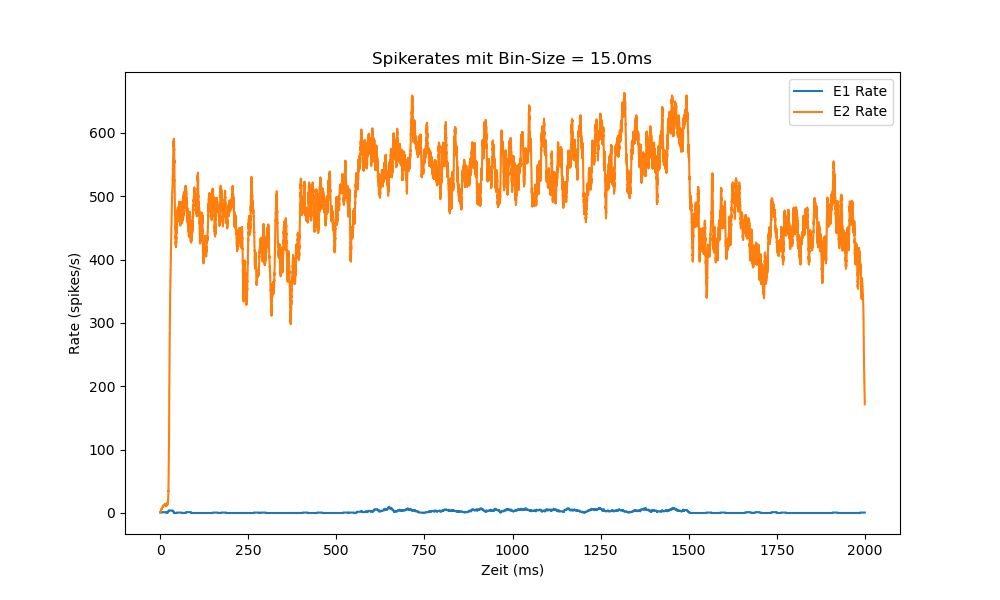 Spikerates mit Bin-Size = 15.0ms
E1 Rate
E2 Rate
600
500
400
300
200
100
0
Rate (spikes/s)
0 250 500 750 1000 1250 1500 1750 2000
Zeit (ms)